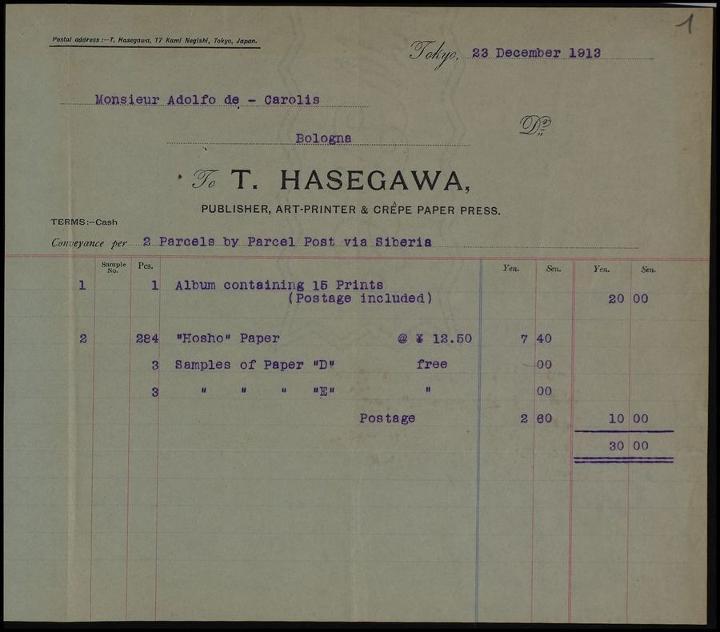 1
Postal address :—T. Hasegawa, 17 Kami Negishi, Tokyo, Japan.
Tokyo, 23 December 1913
Monsieur Adolfo de - Carolis
Bologna Dr
To T. HASEGAWA,
PUBLISHER, ART-PRINTER & CRÊPE PAPER PRESS.
TERMS:—Cash
Conveyance per 2 Parcels by Parcel Post via Siberia
Sample No. Pcs. Yen. Sen. Yen. Sen.
1 1 Album containing 15 Prints
(Postage included) 20 00
2 284 "Hosho" Paper @ ¥ 12.50 7 40
3 Samples of Paper "D" free 00
3 " " " "E" " 00
Postage 2 60 10 00
30 00